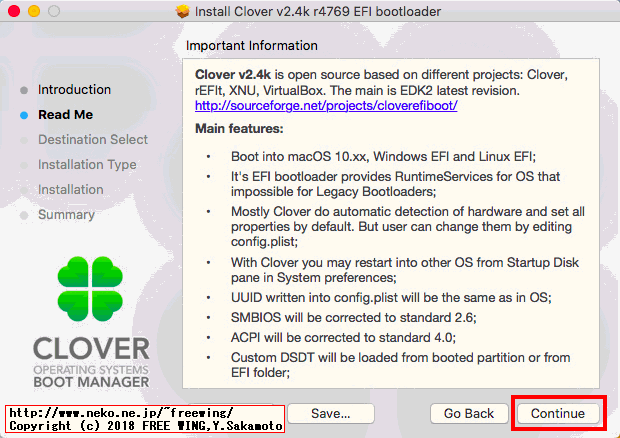 Install Clover v2.4k r4769 EFI bootloader
Important Information
Introduction
Read Me
Destination Select
Installation Type
Installation
Summary
CLOVER
OPERATING SYSTEMS
BOOT MANAGER
Clover v2.4k is open source based on different projects: Clover,
rEFIt, XNU, VirtualBox. The main is EDK2 latest revision.
http://sourceforge.net/projects/cloverefiboot/
Main features:
• Boot into macOS 10.xx, Windows EFI and Linux EFI;
• It's EFI bootloader provides RuntimeServices for OS that
impossible for Legacy Bootloaders;
• Mostly Clover do automatic detection of hardware and set all
properties by default. But user can change them by editing
config.plist;
• With Clover you may restart into other OS from Startup Disk
pane in System preferences;
• UUID written into config.plist will be the same as in OS;
• SMBIOS will be corrected to standard 2.6;
• ACPI will be corrected to standard 4.0;
• Custom DSDT will be loaded from booted partition or from
EFI folder;
http://www.neko.ne.jp/~freewing/
Copyright (c) 2018 FREE WING,Y.Sakamoto
Save...
Go Back
Continue